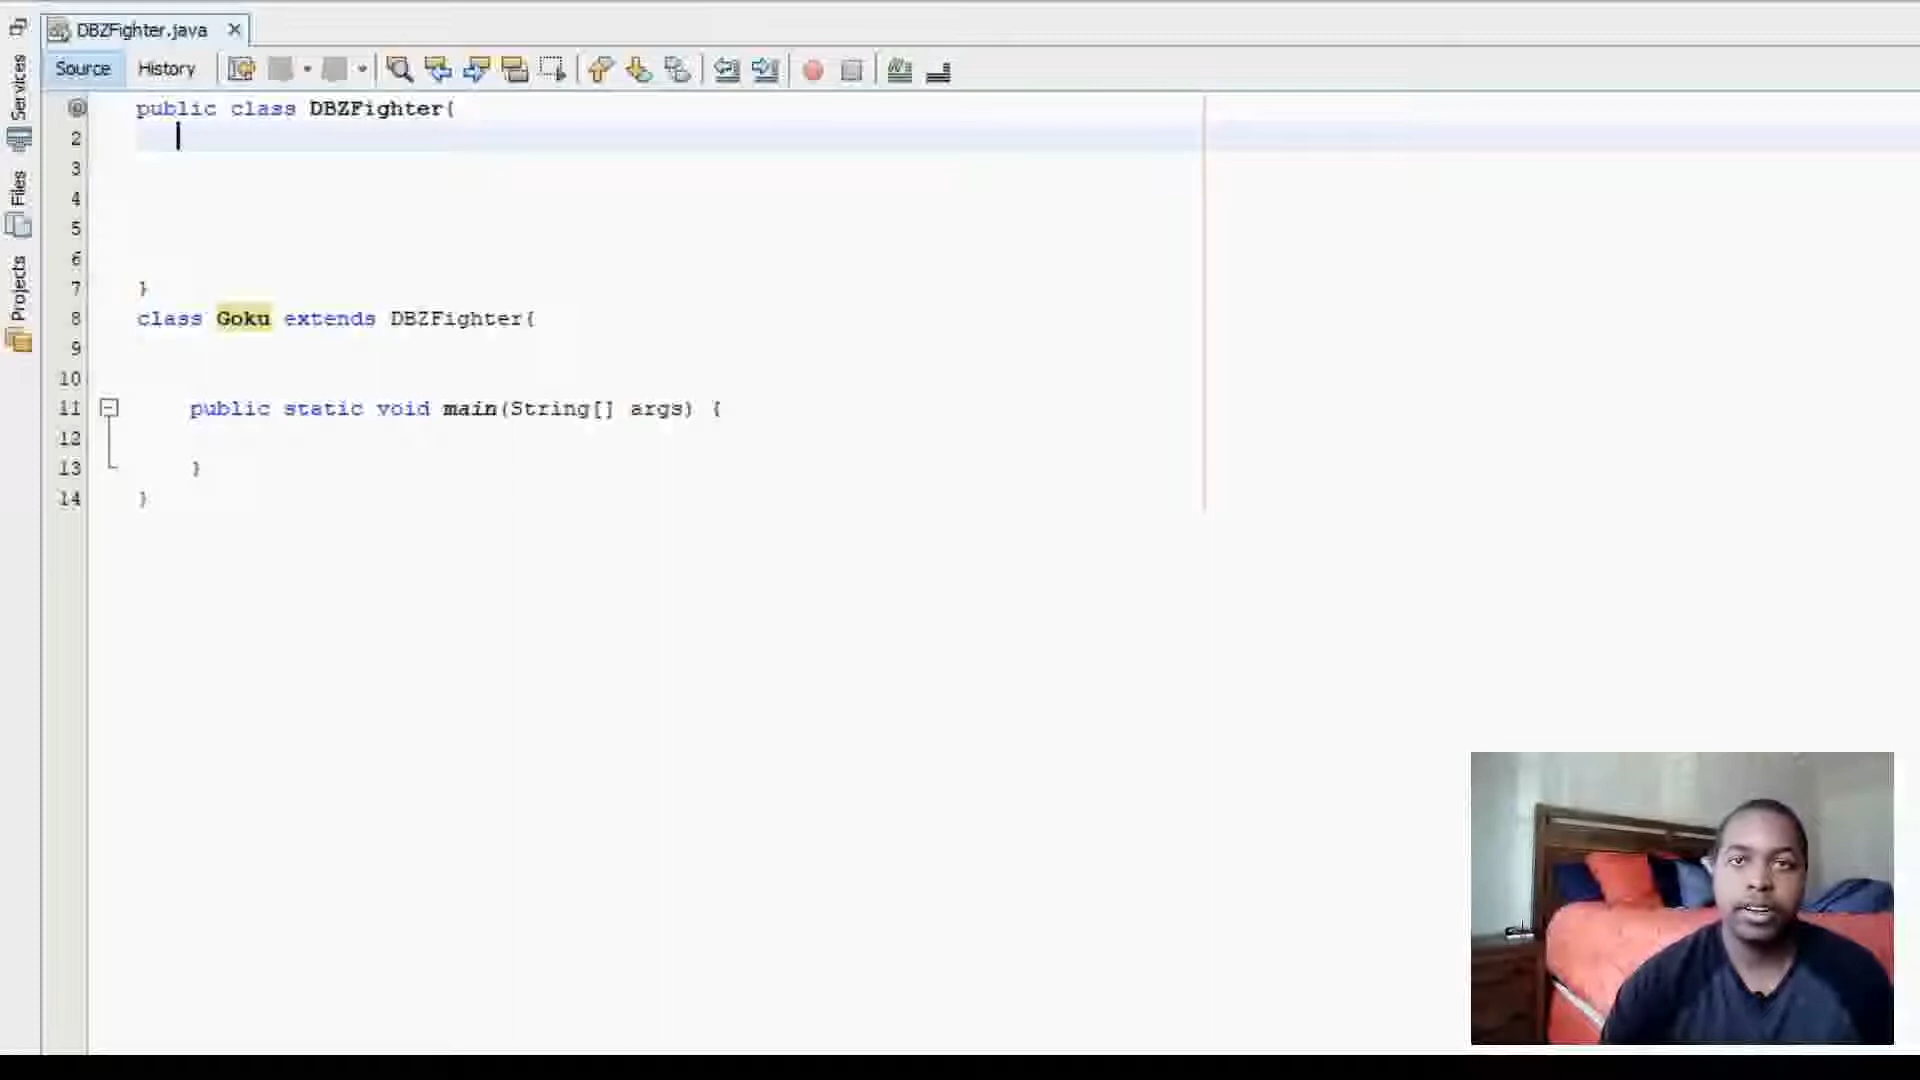 DBZFighter.java
Source History
Services
Files
Projects
public class DBZFighter{
2
3
4
5
6
7 }
8 class Goku extends DBZFighter{
9
10
11 public static void main(String[] args) {
12
13 }
14 }